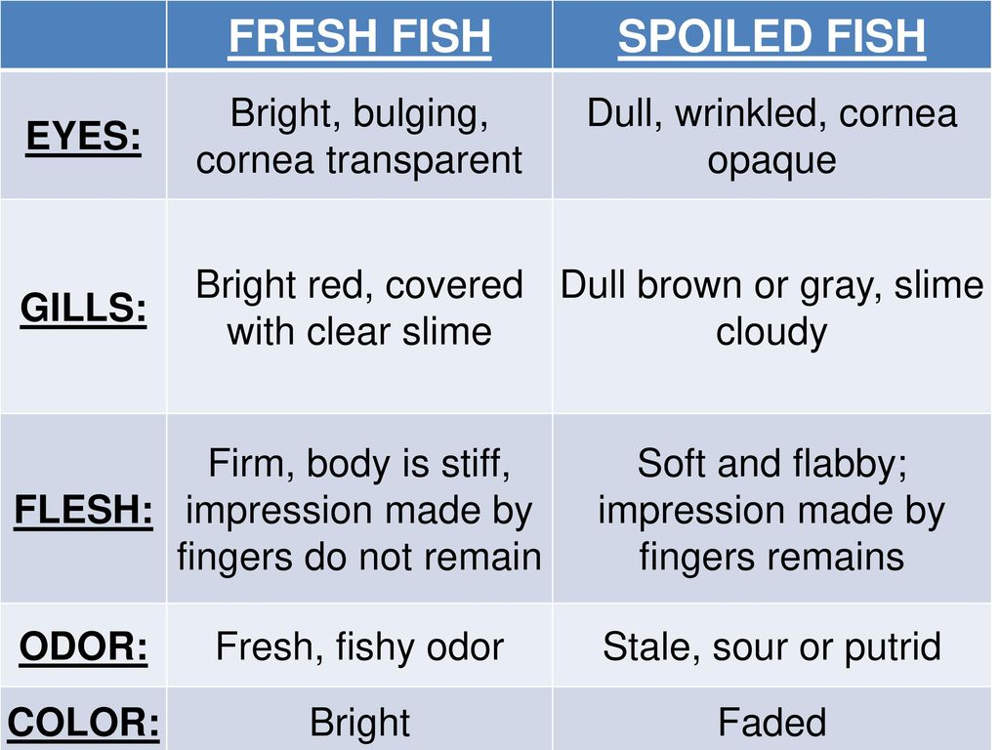 FRESH FISH
SPOILED FISH
EYES:
Bright, bulging,
cornea transparent
Dull, wrinkled, cornea
opaque
GILLS:
Bright red, covered
with clear slime
Dull brown or gray, slime
cloudy
FLESH:
Firm, body is stiff,
impression made by
fingers do not remain
Soft and flabby;
impression made by
fingers remains
ODOR:
Fresh, fishy odor
Stale, sour or putrid
COLOR:
Bright
Faded